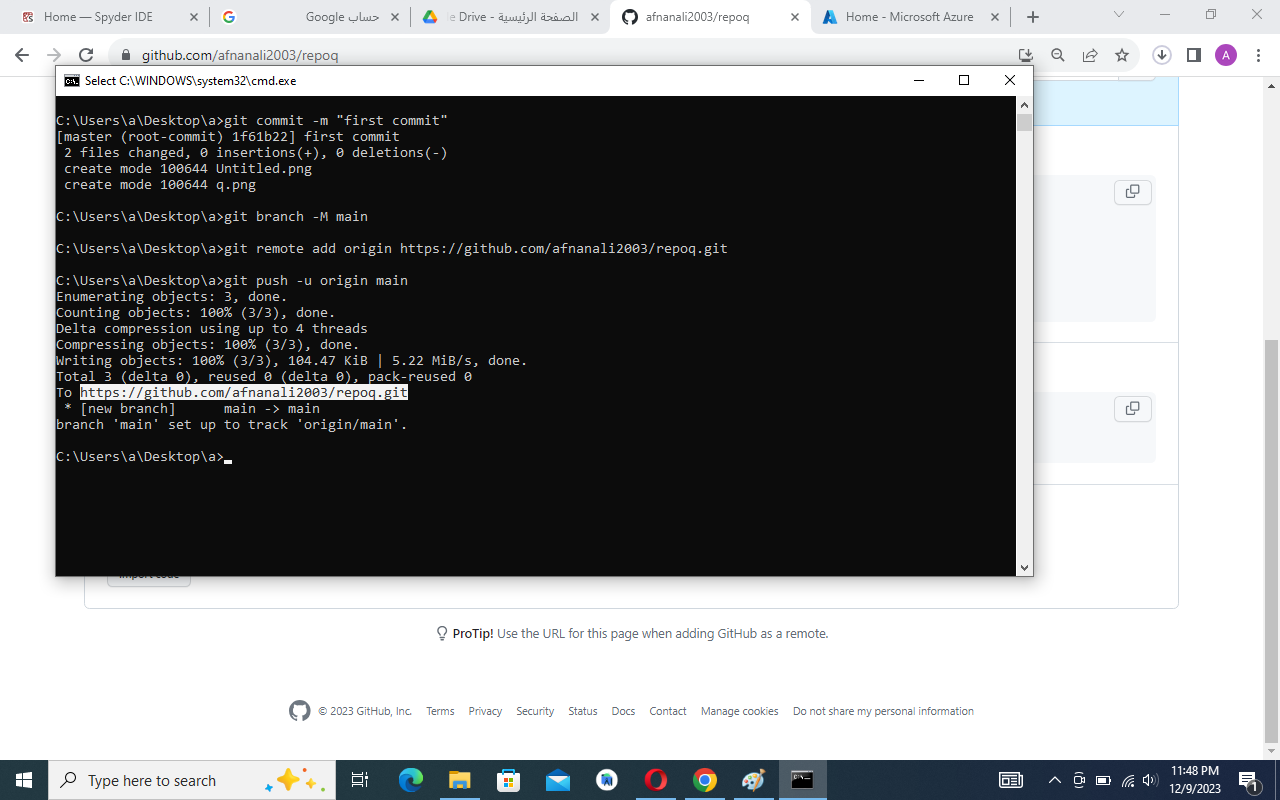 Home — Spyder IDE
حساب Google
الصفحة الرئيسية - e Drive
afnanali2003/repoq
Home - Microsoft Azure
github.com/afnanali2003/repoq
A
Select C:\WINDOWS\system32\cmd.exe
C:\Users\a\Desktop\a>git commit -m "first commit"
[master (root-commit) 1f61b22] first commit
2 files changed, 0 insertions(+), 0 deletions(-)
create mode 100644 Untitled.png
create mode 100644 q.png
C:\Users\a\Desktop\a>git branch -M main
C:\Users\a\Desktop\a>git remote add origin https://github.com/afnanali2003/repoq.git
C:\Users\a\Desktop\a>git push -u origin main
Enumerating objects: 3, done.
Counting objects: 100% (3/3), done.
Delta compression using up to 4 threads
Compressing objects: 100% (3/3), done.
Writing objects: 100% (3/3), 104.47 KiB | 5.22 MiB/s, done.
Total 3 (delta 0), reused 0 (delta 0), pack-reused 0
To https://github.com/afnanali2003/repoq.git
* [new branch]      main -> main
branch 'main' set up to track 'origin/main'.
C:\Users\a\Desktop\a>
Import code
ProTip! Use the URL for this page when adding GitHub as a remote.
© 2023 GitHub, Inc. Terms Privacy Security Status Docs Contact Manage cookies Do not share my personal information
Type here to search
11:48 PM
12/9/2023
1